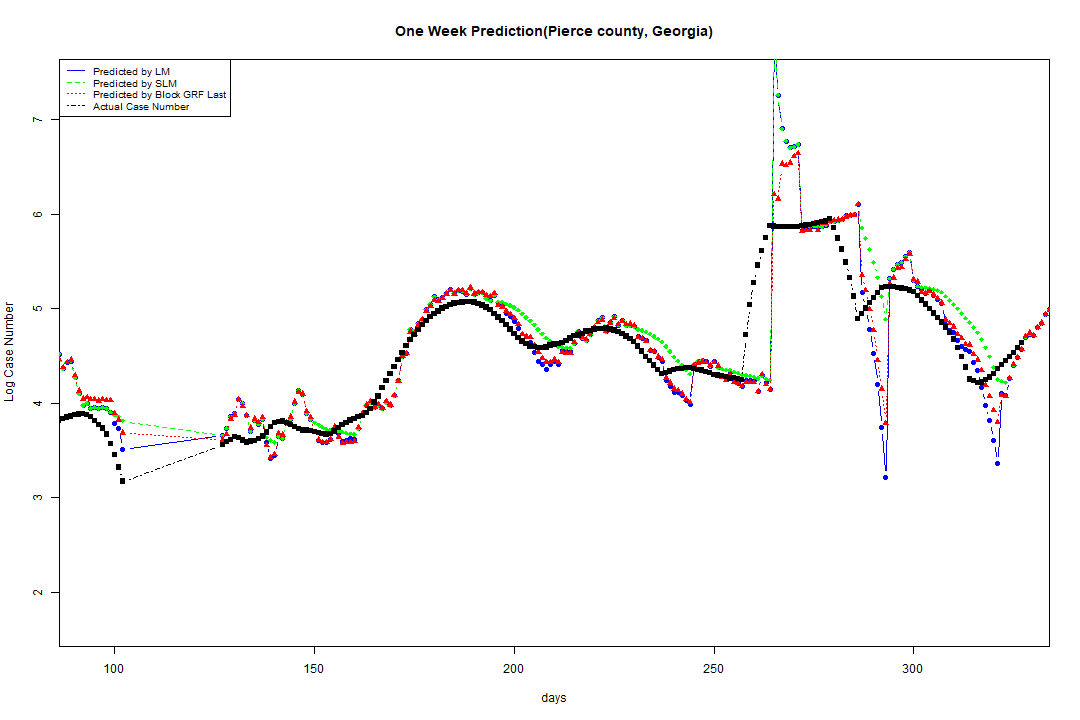 One Week Prediction(Pierce county, Georgia)
Predicted by LM
Predicted by SLM
Predicted by Block GRF Last
Actual Case Number
Log Case Number
7
6
5
4
3
2
100 150 200 250 300
days